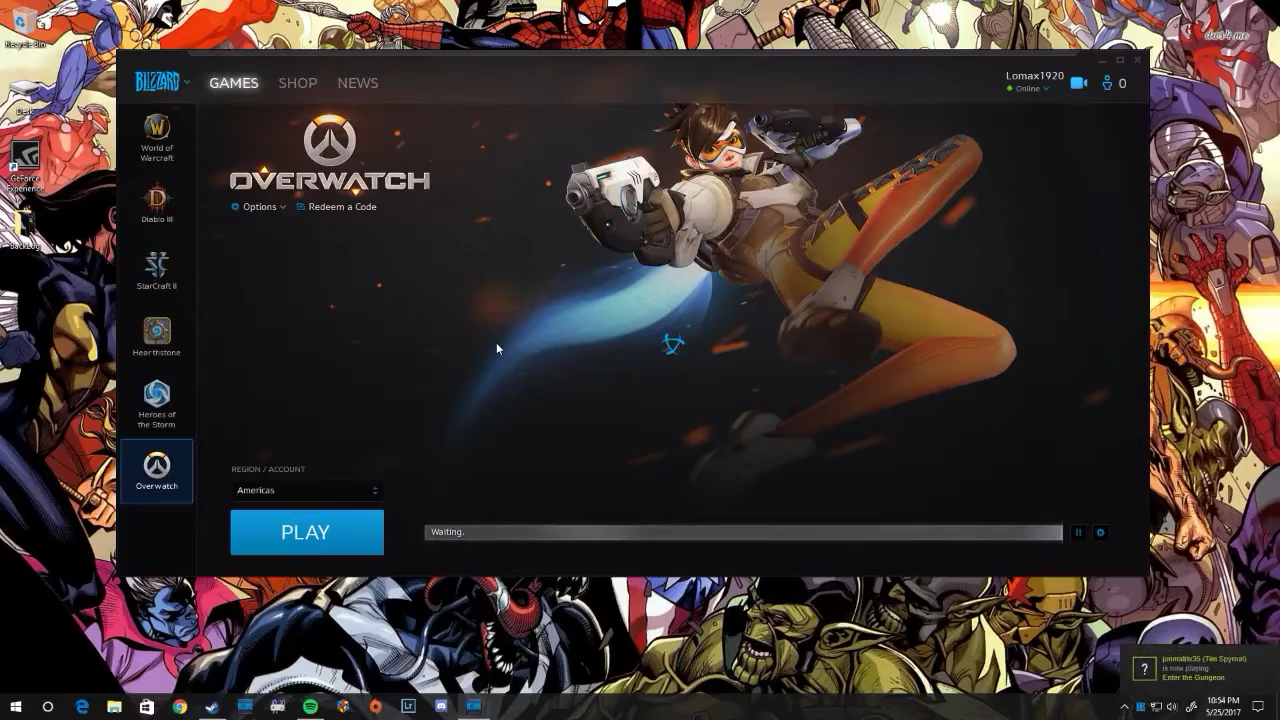 Recycle Bin
GeForce
Experience
BackLog
BLIZZARD
GAMES
SHOP
NEWS
Lomax1920
Online
0
World of
Warcraft
Diablo III
StarCraft II
Hearthstone
Heroes of
the Storm
Overwatch
OVERWATCH
Options
Redeem a Code
REGION / ACCOUNT
Americas
PLAY
Waiting.
?
jonmatrix35 (Tim Spymal)
is now playing
Enter the Gungeon
Lr
10:54 PM
5/25/2017